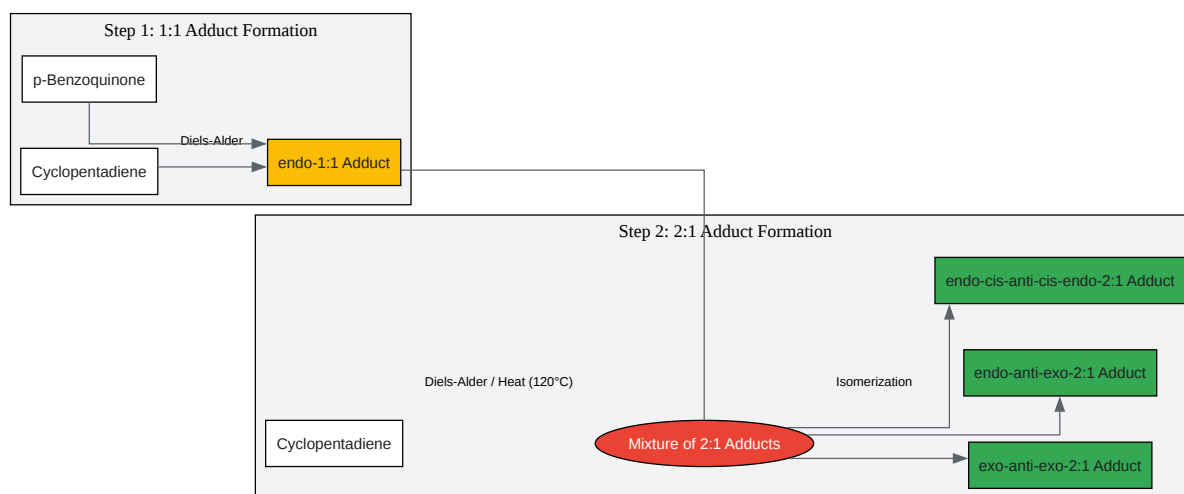 Step 1: 1:1 Adduct Formation
p-Benzoquinone
Diels-Alder
Cyclopentadiene
endo-1:1 Adduct
Step 2: 2:1 Adduct Formation
endo-cis-anti-cis-endo-2:1 Adduct
endo-anti-exo-2:1 Adduct
Diels-Alder / Heat (120°C)
Isomerization
Cyclopentadiene
Mixture of 2:1 Adducts
exo-anti-exo-2:1 Adduct